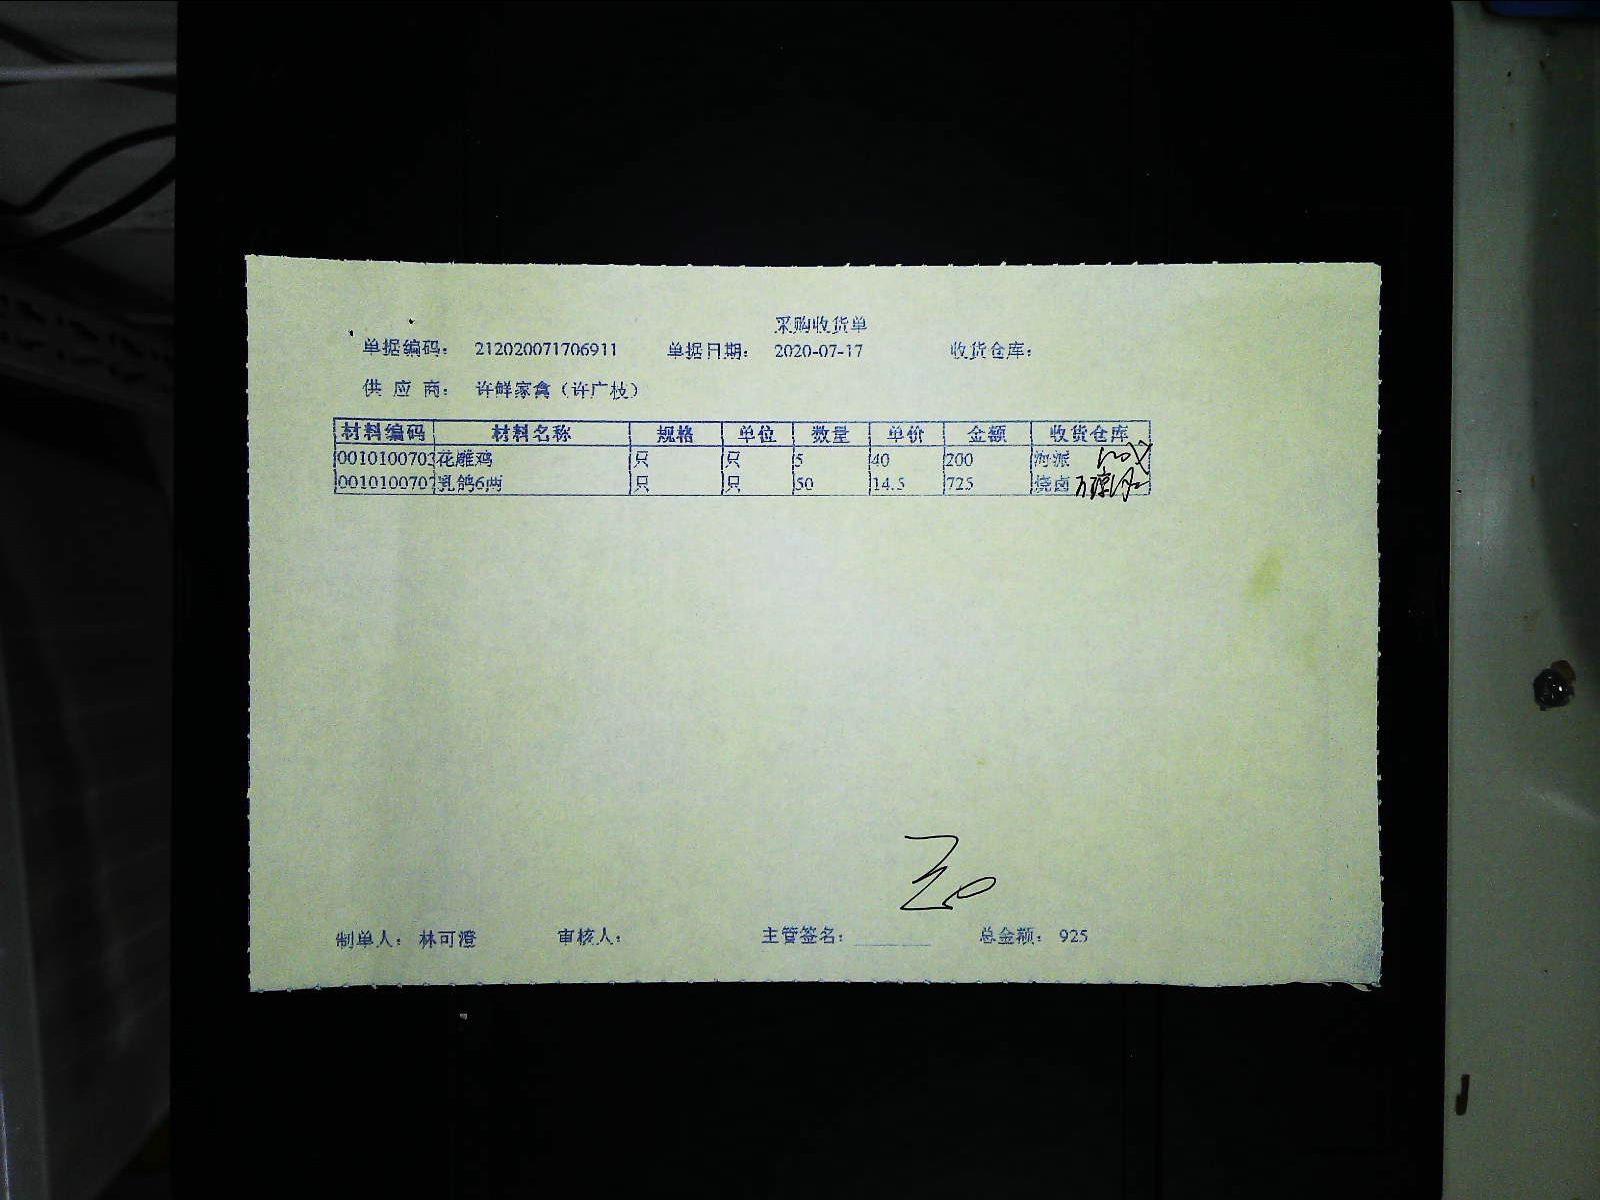 采购收货单
单据编码： 212020071706911 单据日期： 2020-07-17 收货仓库：
供 应 商： 许鲜家禽（许广枝）
材料编码 材料名称 规格 单位 数量 单价 金额 收货仓库
0010100703 花雕鸡 只 只 5 40 200 海派
0010100707 乳鸽6两 只 只 50 14.5 725 烧卤
制单人： 林可澄 审核人： 主管签名： 总金额： 925